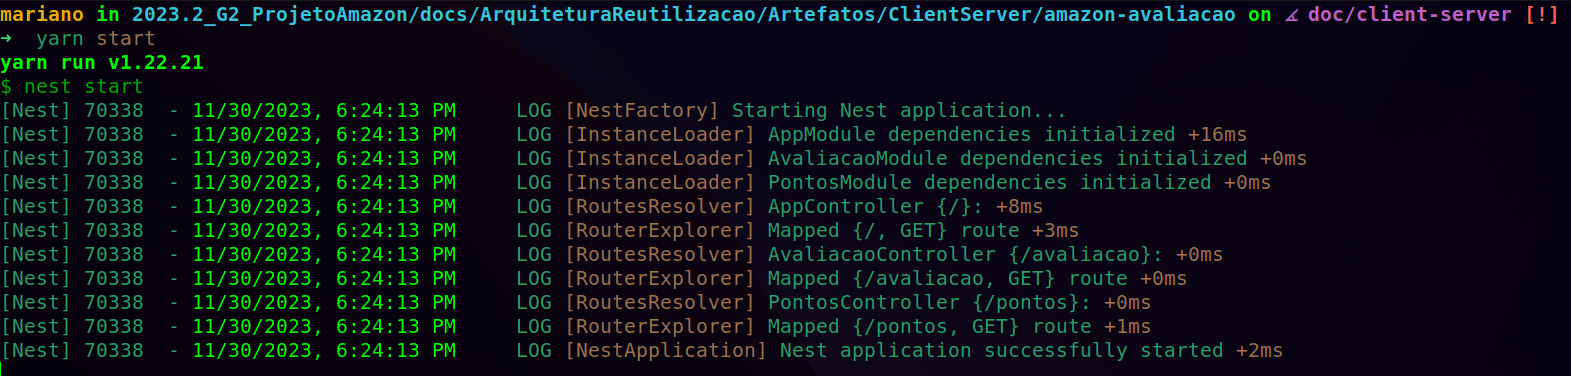 mariano in 2023.2_G2_ProjetoAmazon/docs/ArquiteturaReutilizacao/Artefatos/ClientServer/amazon-avaliacao on ∡ doc/client-server [!]
➜  yarn start
yarn run v1.22.21
$ nest start
[Nest] 70338  - 11/30/2023, 6:24:13 PM     LOG [NestFactory] Starting Nest application...
[Nest] 70338  - 11/30/2023, 6:24:13 PM     LOG [InstanceLoader] AppModule dependencies initialized +16ms
[Nest] 70338  - 11/30/2023, 6:24:13 PM     LOG [InstanceLoader] AvaliacaoModule dependencies initialized +0ms
[Nest] 70338  - 11/30/2023, 6:24:13 PM     LOG [InstanceLoader] PontosModule dependencies initialized +0ms
[Nest] 70338  - 11/30/2023, 6:24:13 PM     LOG [RoutesResolver] AppController {/}: +8ms
[Nest] 70338  - 11/30/2023, 6:24:13 PM     LOG [RouterExplorer] Mapped {/, GET} route +3ms
[Nest] 70338  - 11/30/2023, 6:24:13 PM     LOG [RoutesResolver] AvaliacaoController {/avaliacao}: +0ms
[Nest] 70338  - 11/30/2023, 6:24:13 PM     LOG [RouterExplorer] Mapped {/avaliacao, GET} route +0ms
[Nest] 70338  - 11/30/2023, 6:24:13 PM     LOG [RoutesResolver] PontosController {/pontos}: +0ms
[Nest] 70338  - 11/30/2023, 6:24:13 PM     LOG [RouterExplorer] Mapped {/pontos, GET} route +1ms
[Nest] 70338  - 11/30/2023, 6:24:13 PM     LOG [NestApplication] Nest application successfully started +2ms